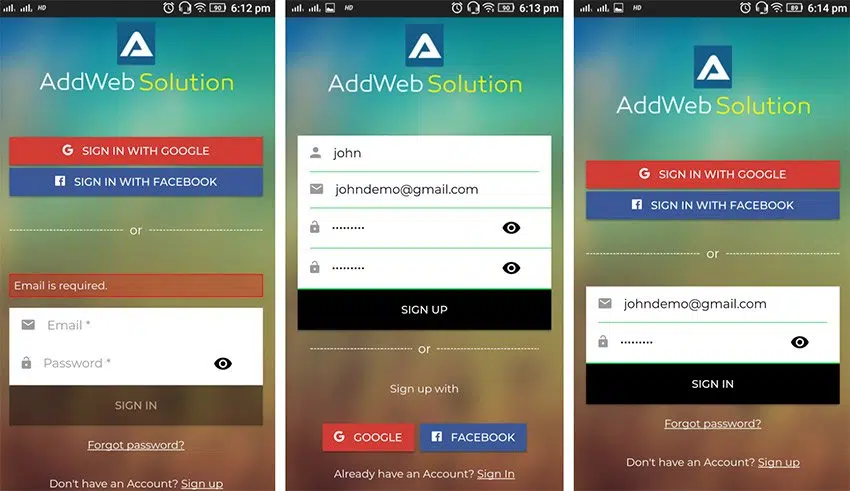 HD 90 6:12 pm
AddWeb Solution
G SIGN IN WITH GOOGLE
f SIGN IN WITH FACEBOOK
or
Email is required.
Email *
Password *
SIGN IN
Forgot password?
Don't have an Account? Sign up
HD 90 6:13 pm
AddWeb Solution
john
johndemo@gmail.com
•••••••••
•••••••••
SIGN UP
or
Sign up with
G GOOGLE
f FACEBOOK
Already have an Account? Sign In
HD 89 6:14 pm
AddWeb Solution
G SIGN IN WITH GOOGLE
f SIGN IN WITH FACEBOOK
or
johndemo@gmail.com
•••••••••
SIGN IN
Forgot password?
Don't have an Account? Sign up